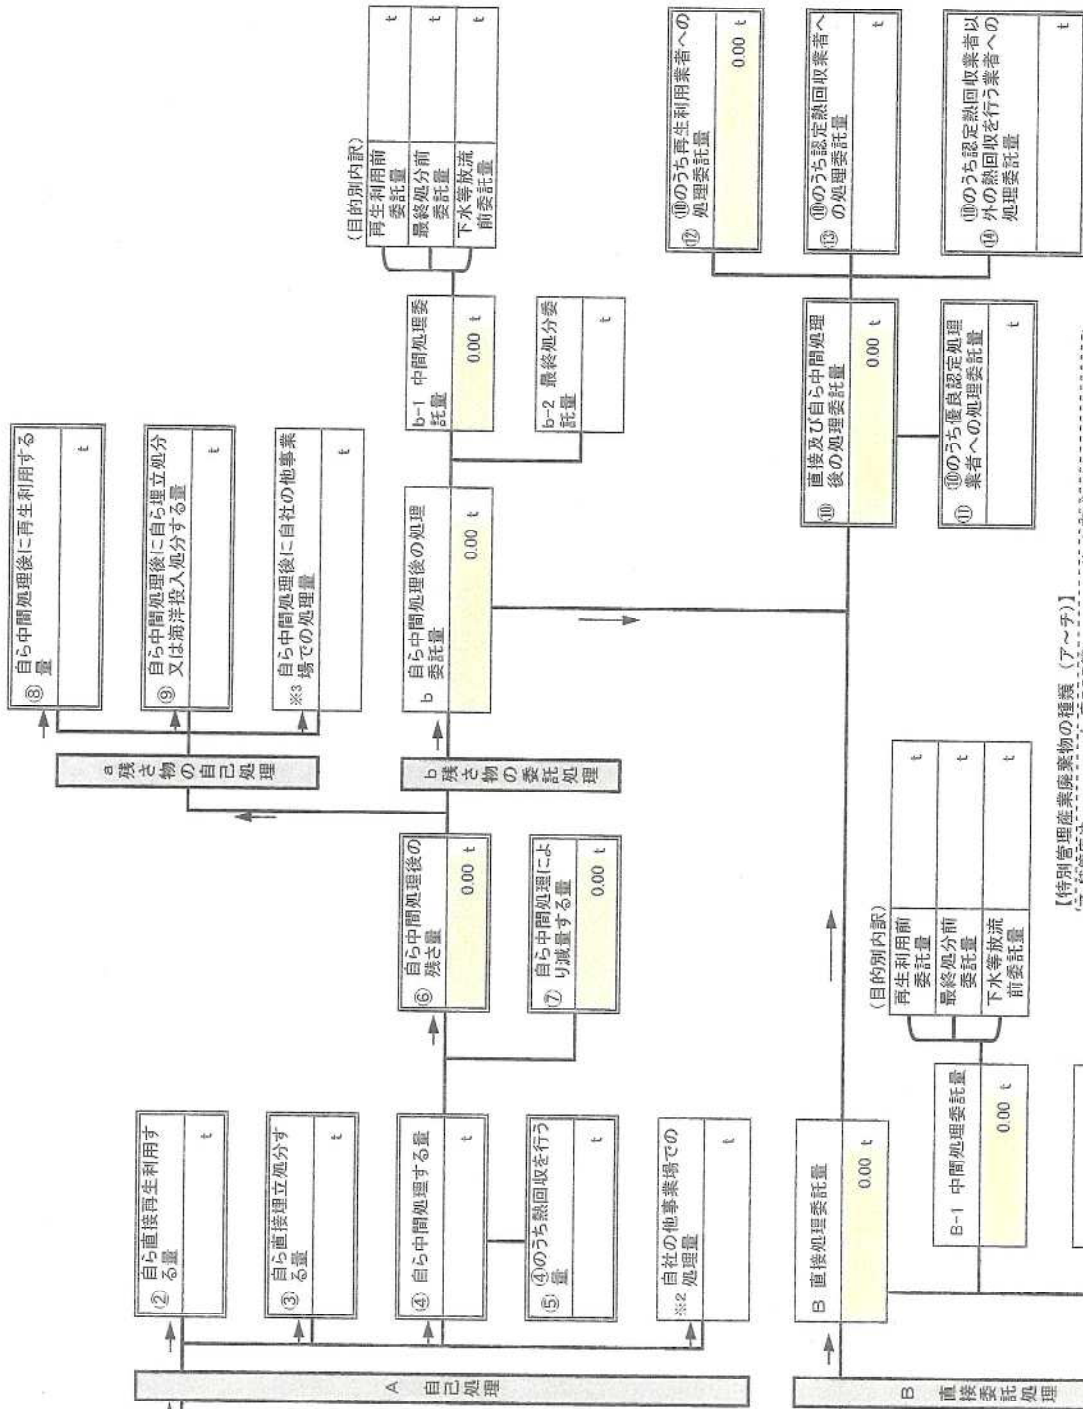 A 自己処理
② 自ら直接再生利用す
る量
t
③ 自ら直接埋立処分す
る量
t
④ 自ら中間処理する量
t
⑤ ④のうち熱回収を行う
量
t
※2 自社の他事業場での
処理量
t
⑥ 自ら中間処理後の
残さ量
0.00 t
⑦ 自ら中間処理によ
り減量する量
0.00 t
a 残さ物の自己処理
⑧ 自ら中間処理後に再生利用する
量
t
⑨ 自ら中間処理後に自ら埋立処分
又は海洋投入処分する量
t
※3 自ら中間処理後に自社の他事業
場での処理量
t
b 残さ物の委託処理
b 自ら中間処理後の処理
委託量
0.00 t
b-1 中間処理委
託量
0.00 t
b-2 最終処分委
託量
t
(目的別内訳)
再生利用前
委託量
t
最終処分前
委託量
t
下水等放流
前委託量
t
B 直接委託処理
B 直接処理委託量
0.00 t
B-1 中間処理委託量
0.00 t
(目的別内訳)
再生利用前
委託量
t
最終処分前
委託量
t
下水等放流
前委託量
t
⑩ 直接及び自ら中間処理
後の処理委託量
0.00 t
⑪ ⑩のうち優良認定処理
業者への処理委託量
t
⑫ ⑩のうち再生利用業者への
処理委託量
0.00 t
⑬ ⑩のうち認定熱回収業者へ
の処理委託量
t
⑭ ⑩のうち認定熱回収業者以
外の熱回収を行う業者への
処理委託量
t
【特別管理産業廃棄物の種類(ア~チ)】